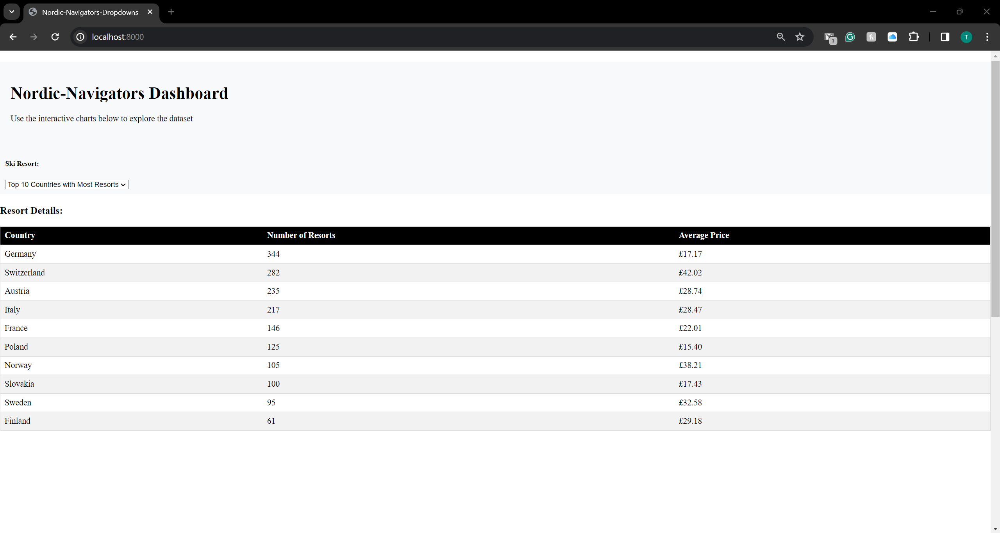 Nordic-Navigators-Dropdowns
localhost:8000
?
G
h
T
Nordic-Navigators Dashboard
Use the interactive charts below to explore the dataset
Ski Resort:
Top 10 Countries with Most Resorts
Resort Details:
Country Number of Resorts Average Price
Germany 344 £17.17
Switzerland 282 £42.02
Austria 235 £28.74
Italy 217 £28.47
France 146 £22.01
Poland 125 £15.40
Norway 105 £38.21
Slovakia 100 £17.43
Sweden 95 £32.58
Finland 61 £29.18